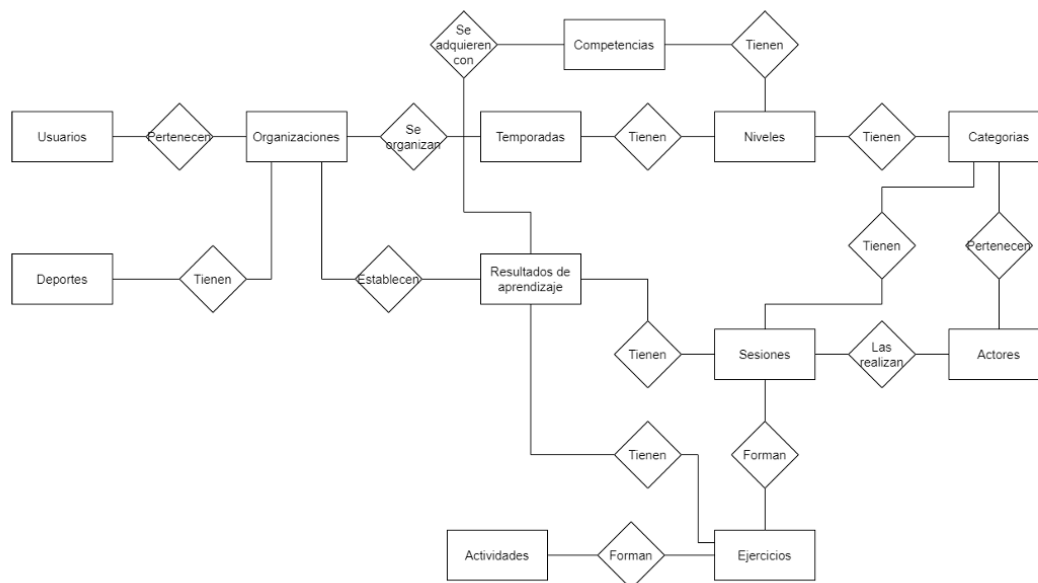 Se
adquieren
con
Competencias
Tienen
Usuarios
Pertenecen
Organizaciones
Se
organizan
Temporadas
Tienen
Niveles
Tienen
Categorias
Deportes
Tienen
Establecen
Resultados de
aprendizaje
Tienen
Pertenecen
Tienen
Sesiones
Las
realizan
Actores
Tienen
Forman
Actividades
Forman
Ejercicios